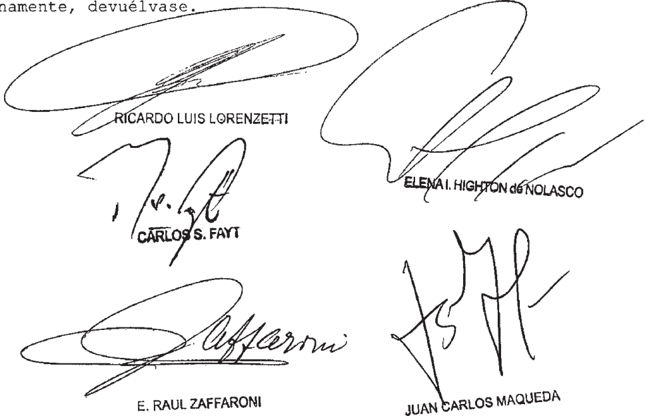 namente, devuélvase.
RICARDO LUIS LORENZETTI
ELENA I. HIGHTON de NOLASCO
CARLOS S. FAYT
Zaffaroni
E. RAUL ZAFFARONI
JUAN CARLOS MAQUEDA